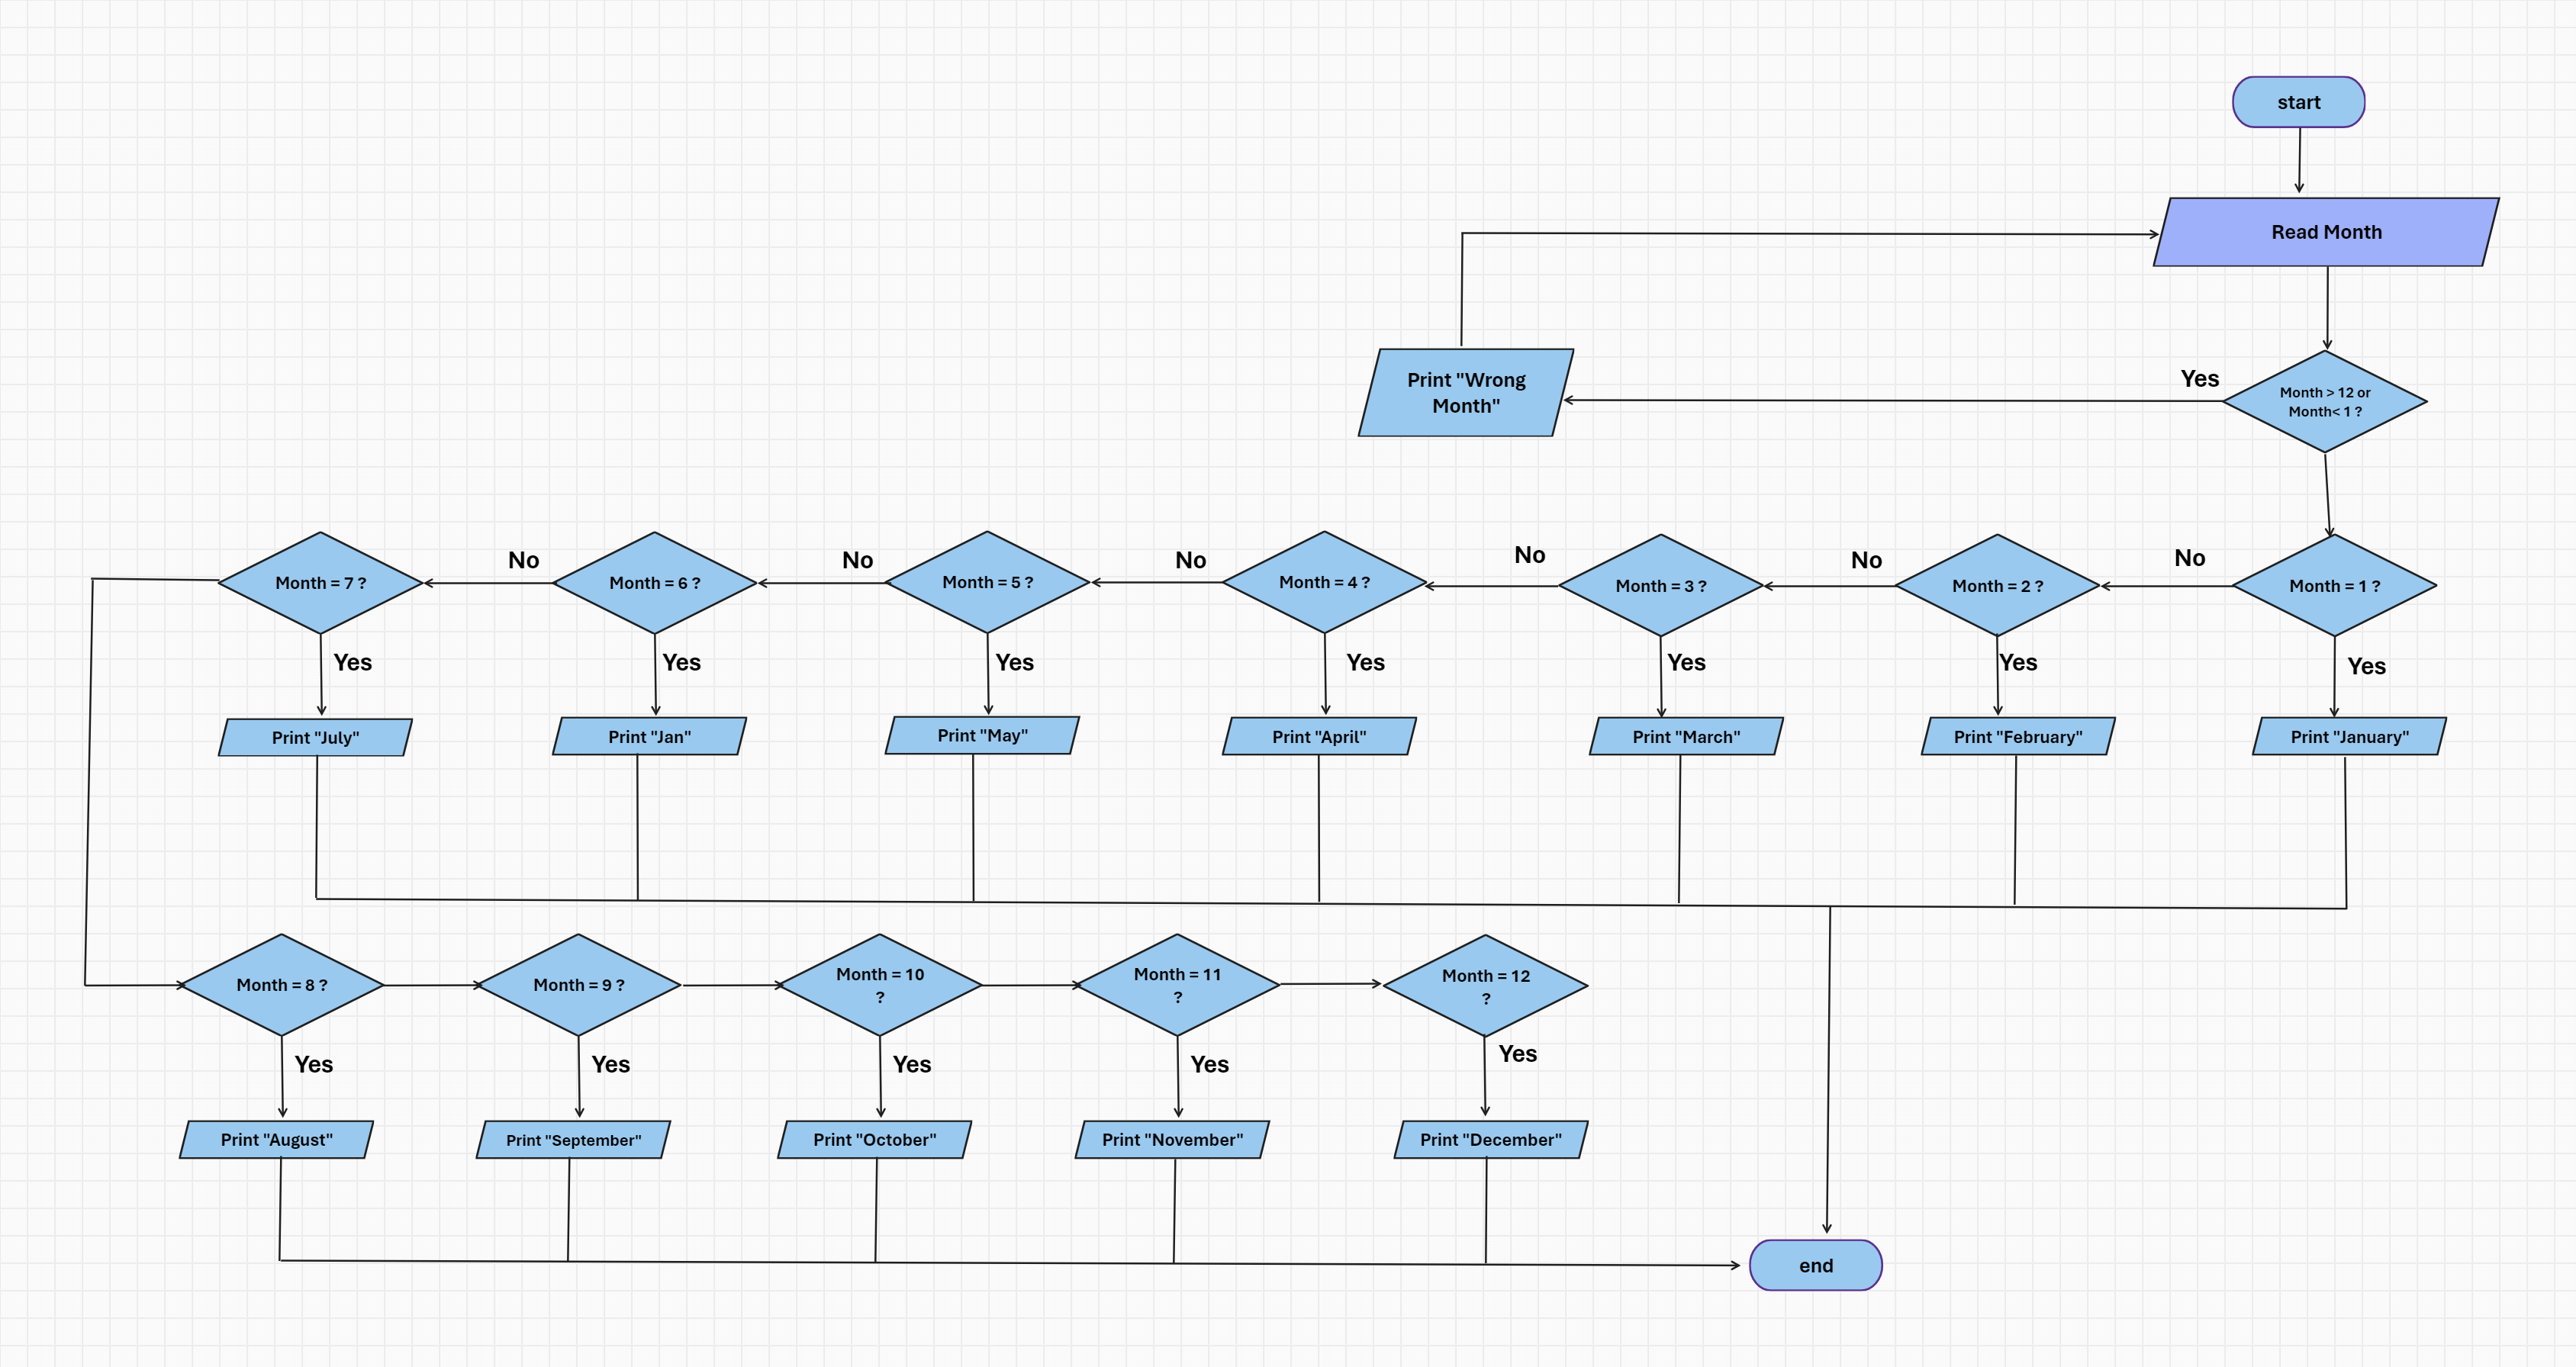 start
Read Month
Print "Wrong
Month"
Yes
Month > 12 or
Month< 1 ?
Month = 7 ?
No
Month = 6 ?
No
Month = 5 ?
No
Month = 4 ?
No
Month = 3 ?
No
Month = 2 ?
No
Month = 1 ?
Yes
Yes
Yes
Yes
Yes
Yes
Yes
Print "July"
Print "Jan"
Print "May"
Print "April"
Print "March"
Print "February"
Print "January"
Month = 8 ?
Month = 9 ?
Month = 10
?
Month = 11
?
Month = 12
?
Yes
Yes
Yes
Yes
Yes
Print "August"
Print "September"
Print "October"
Print "November"
Print "December"
end